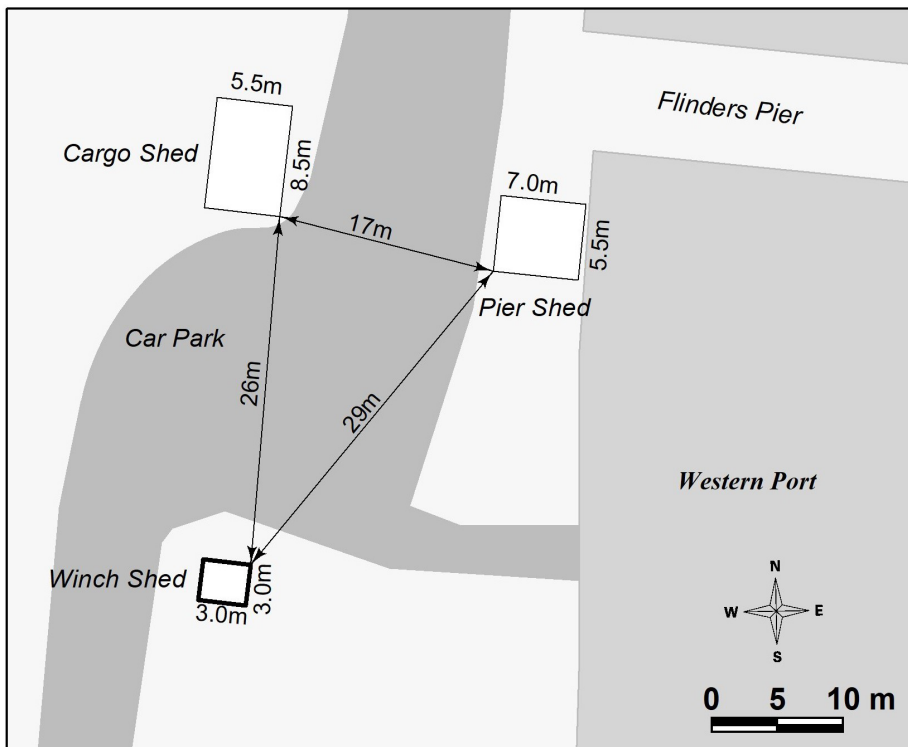 5.5m
Cargo Shed
8.5m
Flinders Pier
7.0m
5.5m
17m
Pier Shed
Car Park
26m
29m
Western Port
Winch Shed
3.0m
3.0m
N
W
E
S
0 5 10 m